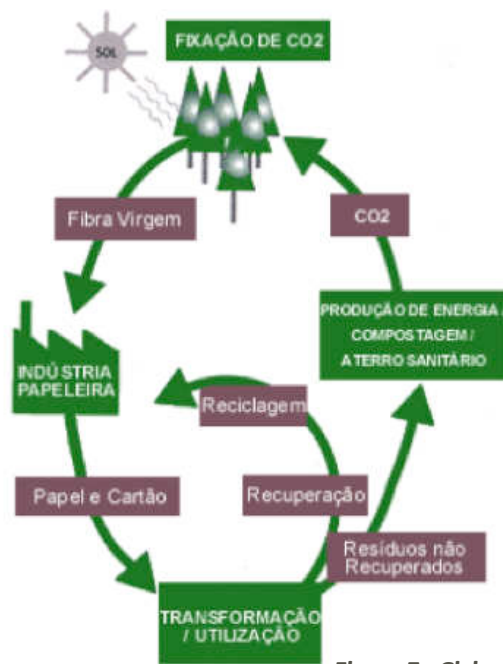 SOL
FIXAÇÃO DE CO2
Fibra Virgem
CO2
PRODUÇÃO DE ENERGIA /
COMPOSTAGEM /
ATERRO SANITÁRIO
INDÚSTRIA
PAPELEIRA
Reciclagem
Papel e Cartão
Recuperação
Resíduos não
Recuperados
TRANSFORMAÇÃO
/ UTILIZAÇÃO